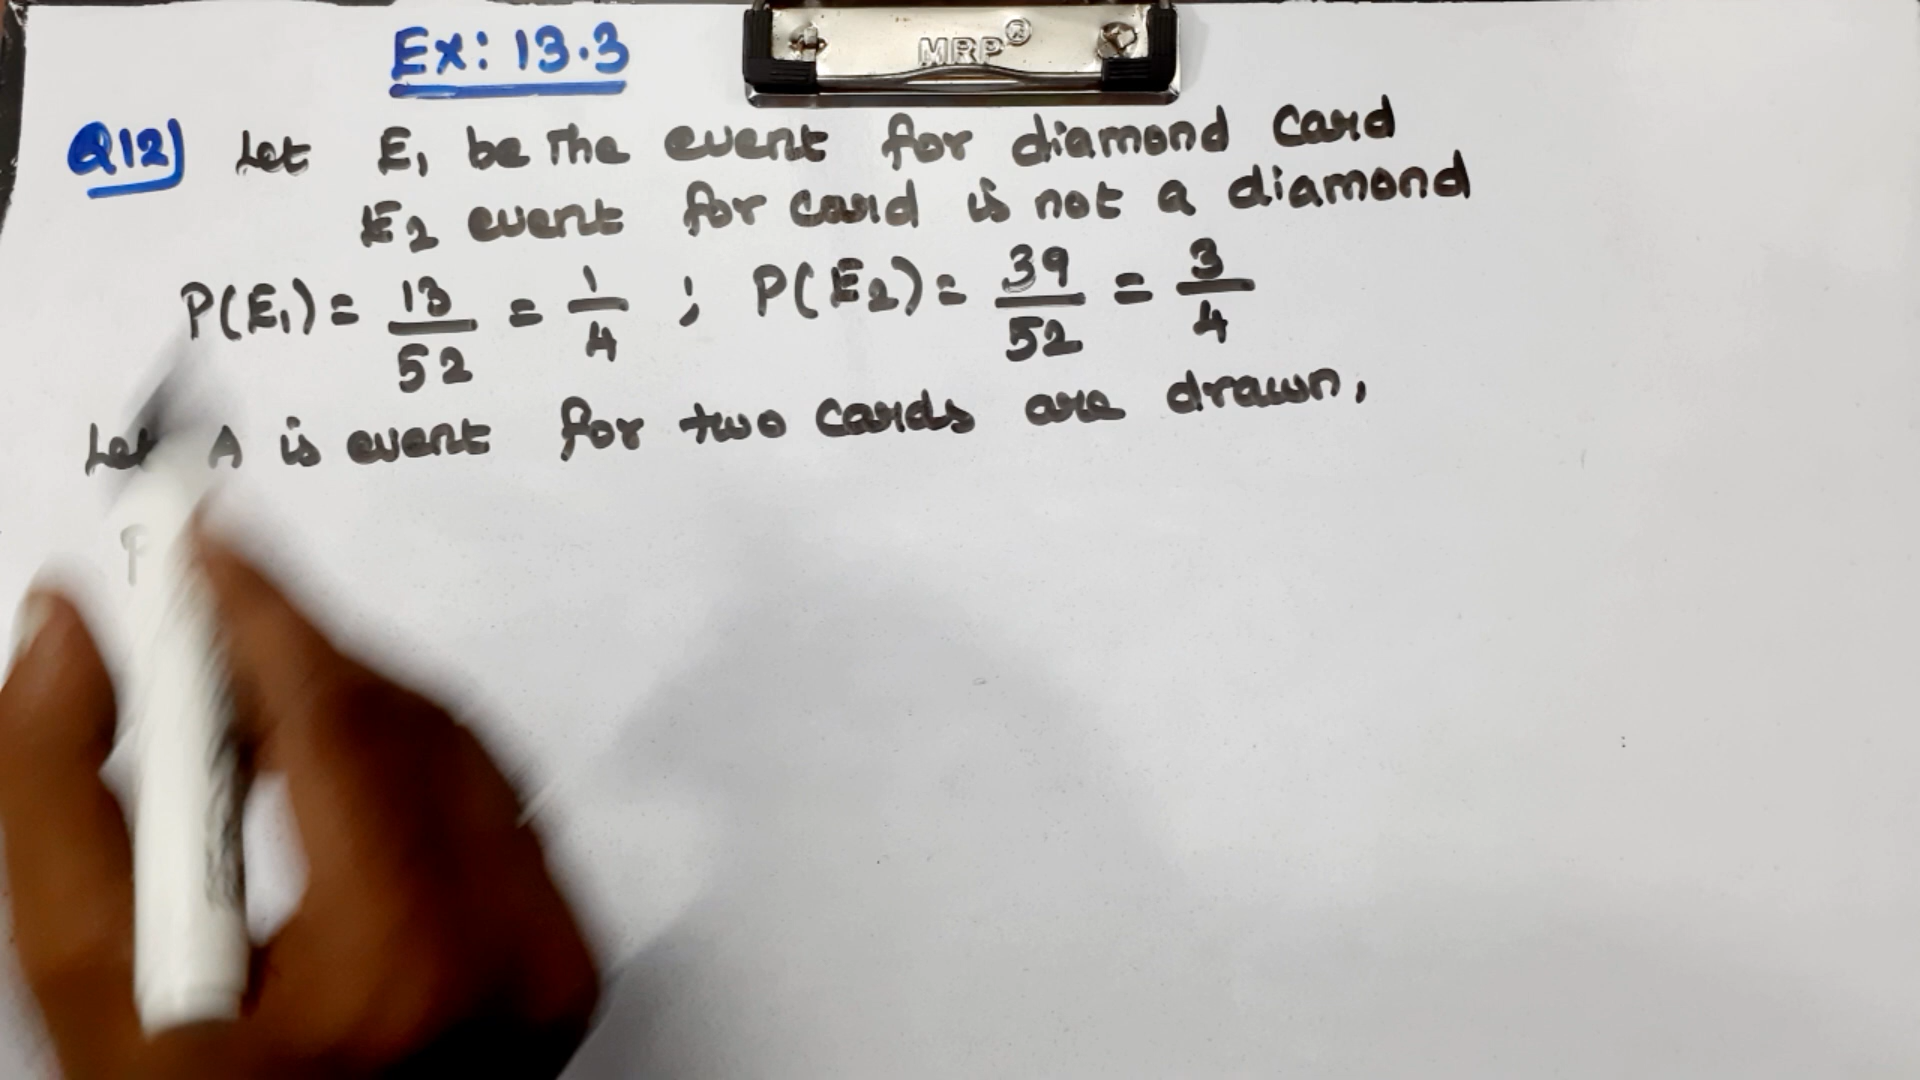 MRP®
Ex: 13.3
Q12) Let E₁ be the event for diamond card
E₂ event for card is not a diamond
P(E₁) = 13/52 = 1/4 ; P(E₂) = 39/52 = 3/4
Let A is event for two cards are drawn,
P